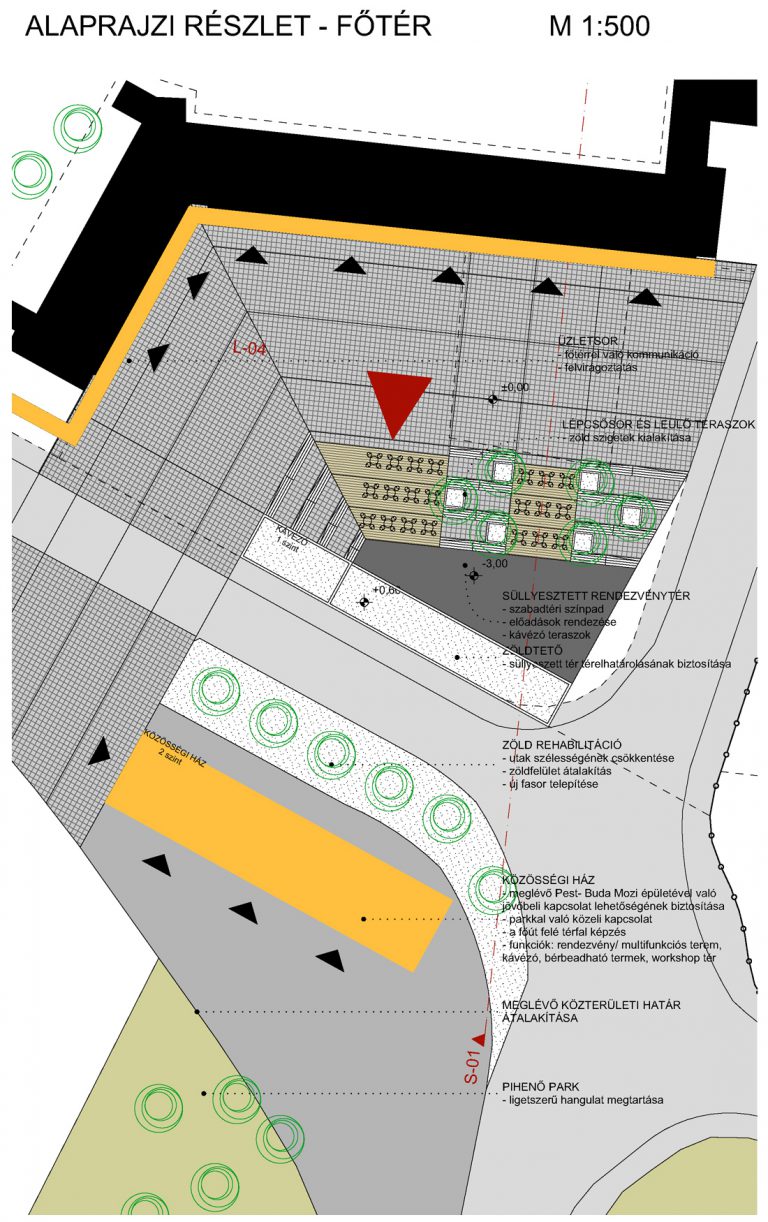 ALAPRAJZI RÉSZLET - FŐTÉR
M 1:500
L-04
ÜZLETSOR
- főtérrel való kommunikáció
- felvirágoztatás
±0,00
LÉPCSŐSOR ÉS LEÜLŐ TERASZOK
- zöld szigetek kialakítása
KÁVÉZÓ
1 szint
-3,00
+0,60
SÜLLYESZTETT RENDEZVÉNYTÉR
- szabadtéri színpad
- előadások rendezése
- kávézó teraszok
ZÖLDTETŐ
- süllyeszett tér térelhatárolásának biztosítása
KÖZÖSSÉGI HÁZ
2 szint
ZÖLD REHABILITÁCIÓ
- utak szélességének csökkentése
- zöldfelület átalakítás
- új fasor telepítése
KÖZÖSSÉGI HÁZ
- meglévő Pest- Buda Mozi épületével való
jövőbeli kapcsolat lehetőségének biztosítása
- parkkal való közeli kapcsolat
- a főút felé térfal képzés
- funkciók: rendezvény/ multifunkciós terem,
kávézó, bérbeadható termek, workshop tér
MEGLÉVŐ KÖZTERÜLETI HATÁR
ÁTALAKÍTÁSA
S-01
PIHENŐ PARK
- ligetszerű hangulat megtartása